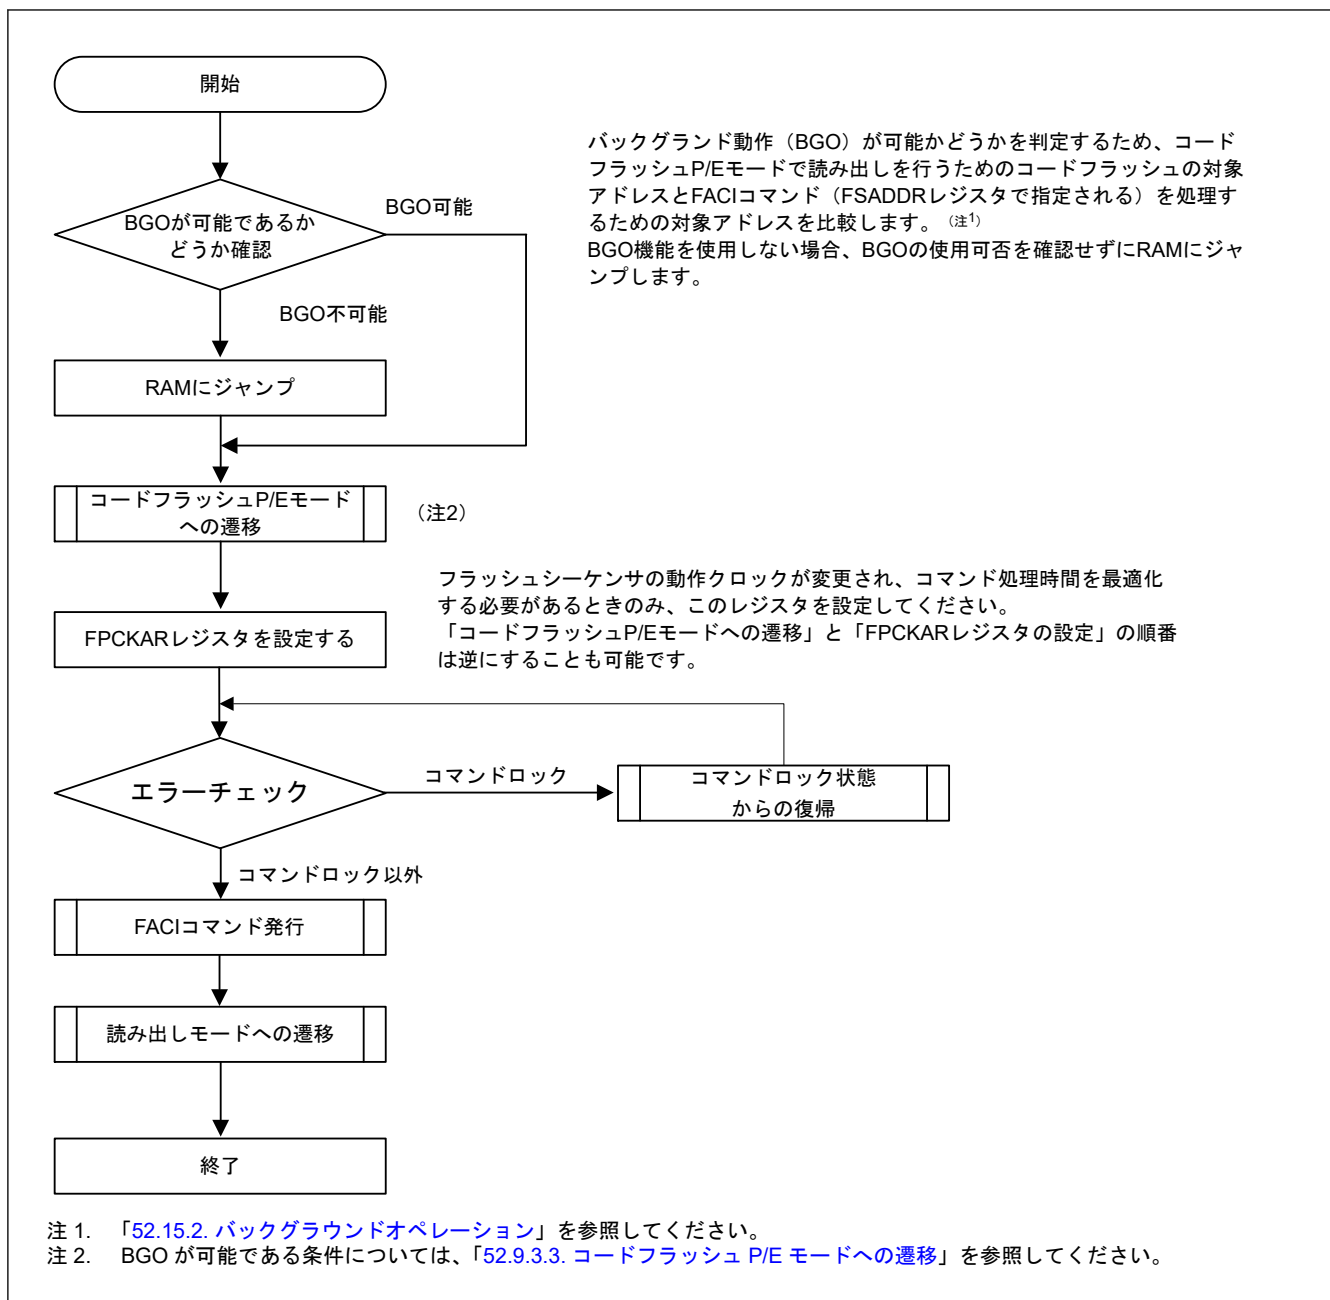 開始
バックグランド動作（BGO）が可能かどうかを判定するため、コード
フラッシュP/Eモードで読み出しを行うためのコードフラッシュの対象
アドレスとFACIコマンド（FSADDRレジスタで指定される）を処理す
るための対象アドレスを比較します。（注1）
BGO機能を使用しない場合、BGOの使用可否を確認せずにRAMにジャ
ンプします。
BGOが可能であるか
どうか確認
BGO可能
BGO不可能
RAMにジャンプ
コードフラッシュP/Eモード
への遷移
（注2）
フラッシュシーケンサの動作クロックが変更され、コマンド処理時間を最適化
する必要があるときのみ、このレジスタを設定してください。
「コードフラッシュP/Eモードへの遷移」と「FPCKARレジスタの設定」の順番
は逆にすることも可能です。
FPCKARレジスタを設定する
エラーチェック
コマンドロック
コマンドロック状態
からの復帰
コマンドロック以外
FACIコマンド発行
読み出しモードへの遷移
終了
注 1. 「52.15.2. バックグラウンドオペレーション」を参照してください。
注 2. BGO が可能である条件については、「52.9.3.3. コードフラッシュ P/E モードへの遷移」を参照してください。